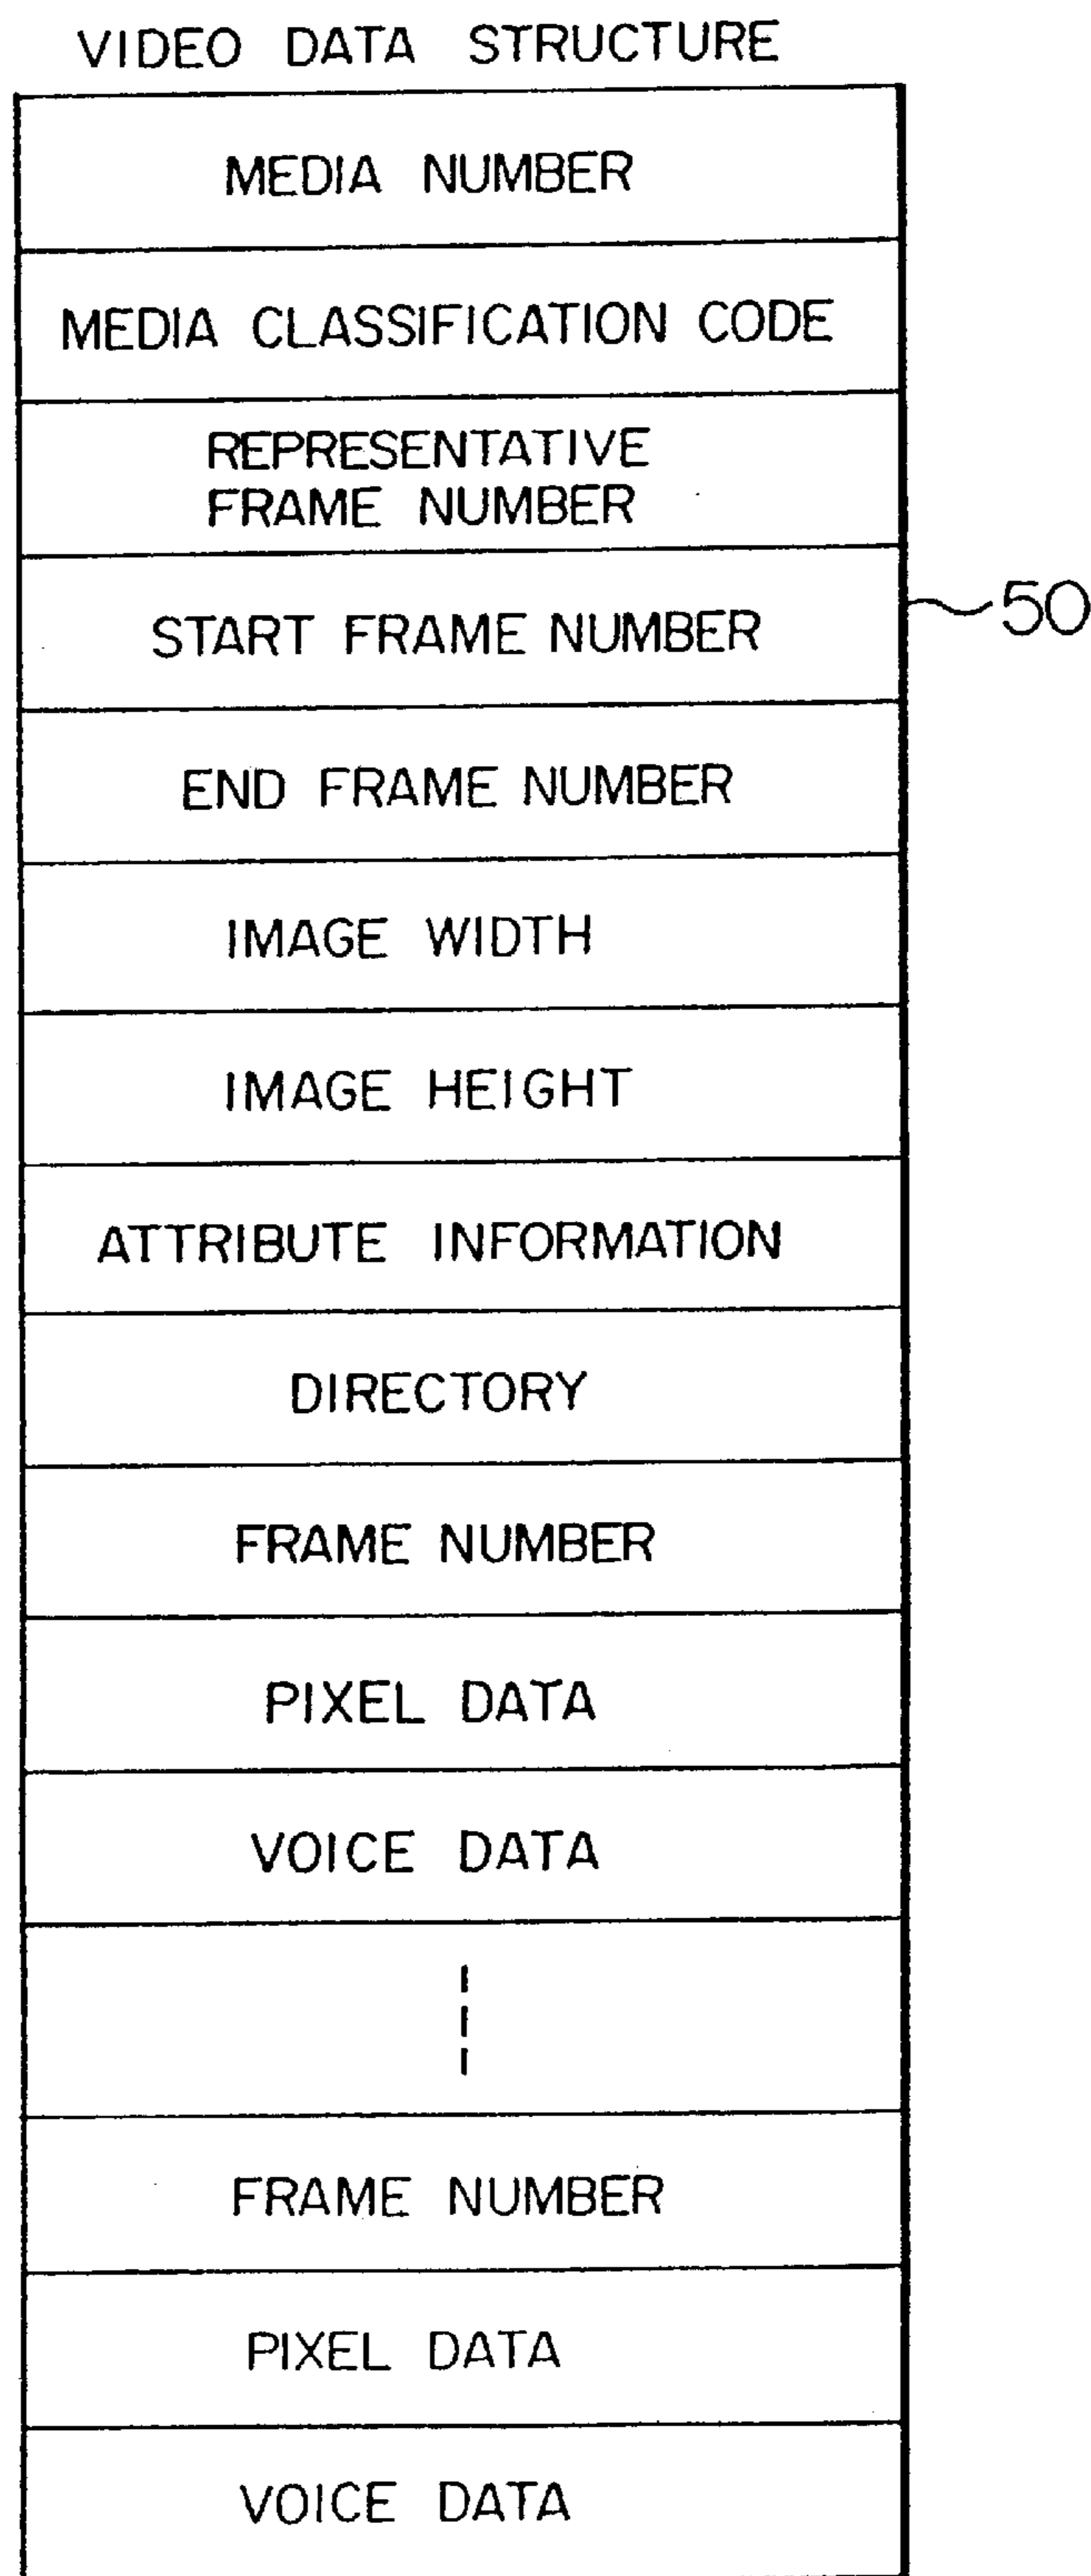 VIDEO DATA STRUCTURE
MEDIA NUMBER
MEDIA CLASSIFICATION CODE
REPRESENTATIVE
FRAME NUMBER
START FRAME NUMBER
50
END FRAME NUMBER
IMAGE WIDTH
IMAGE HEIGHT
ATTRIBUTE INFORMATION
DIRECTORY
FRAME NUMBER
PIXEL DATA
VOICE DATA
FRAME NUMBER
PIXEL DATA
VOICE DATA